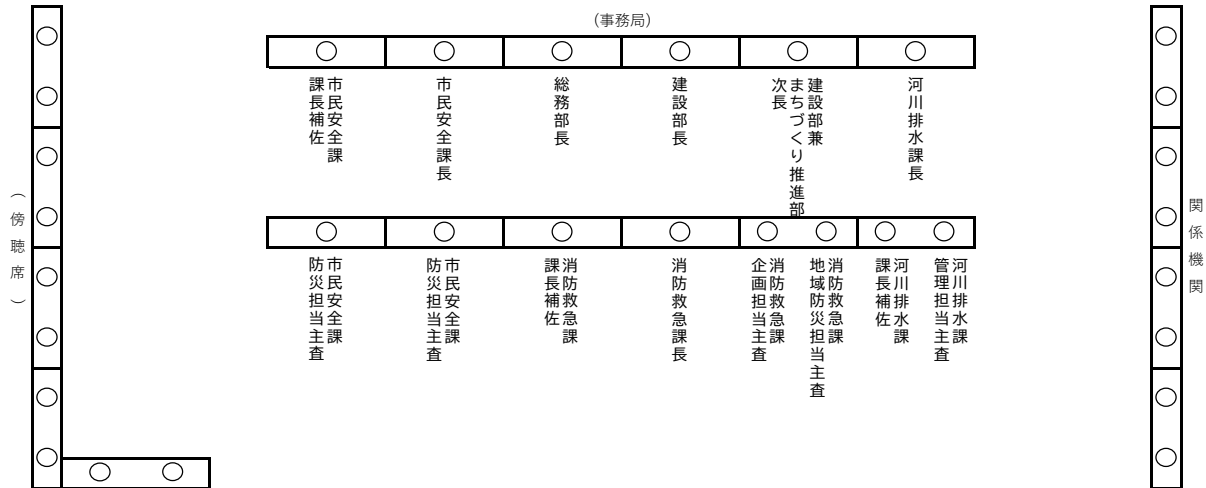 （事務局）
市民安全課
課長補佐
市民安全課長
総務部長
建設部長
建設部兼
まちづくり推進部
次長
河川排水課長
（傍聴席）
関係機関
市民安全課
防災担当主査
市民安全課
防災担当主査
消防救急課
課長補佐
消防救急課長
消防救急課
企画担当主査
消防救急課
地域防災担当主査
河川排水課
課長補佐
河川排水課
管理担当主査